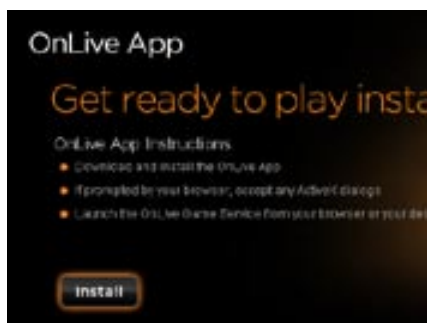 OnLive App
Get ready to play insta
OnLive App Instructions
Download and install the OnLive App
If prompted by your browser, accept any ActiveX dialogs
Launch the OnLive Game Service from your browser or your des
Install